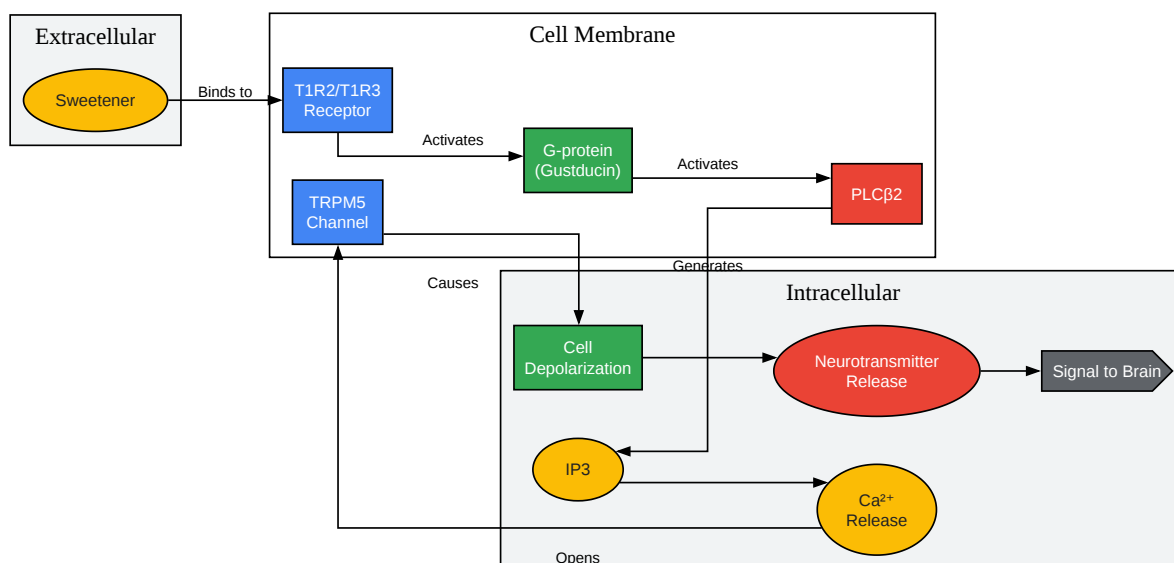 Extracellular
Cell Membrane
Sweetener
Binds to
T1R2/T1R3
Receptor
Activates
G-protein
(Gustducin)
Activates
PLCβ2
TRPM5
Channel
Generates
Causes
Intracellular
Cell
Depolarization
Neurotransmitter
Release
Signal to Brain
IP3
Ca²⁺
Release
Opens